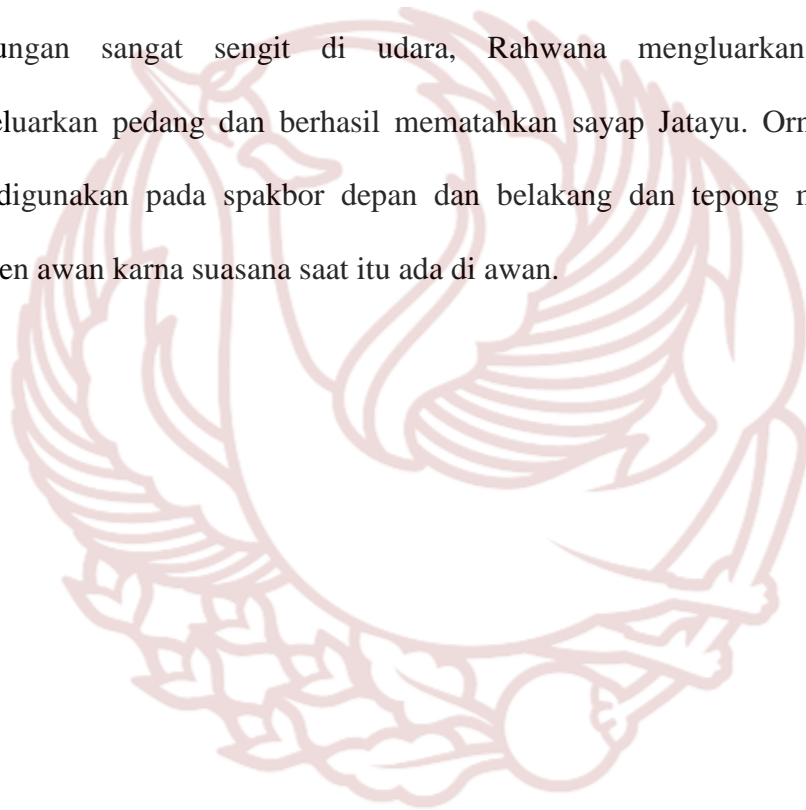 ungan sangat sengit di udara, Rahwana mengluarkan
eluarkan pedang dan berhasil mematahkan sayap Jatayu. Orn
digunakan pada spakbor depan dan belakang dan tepong m
en awan karna suasana saat itu ada di awan.